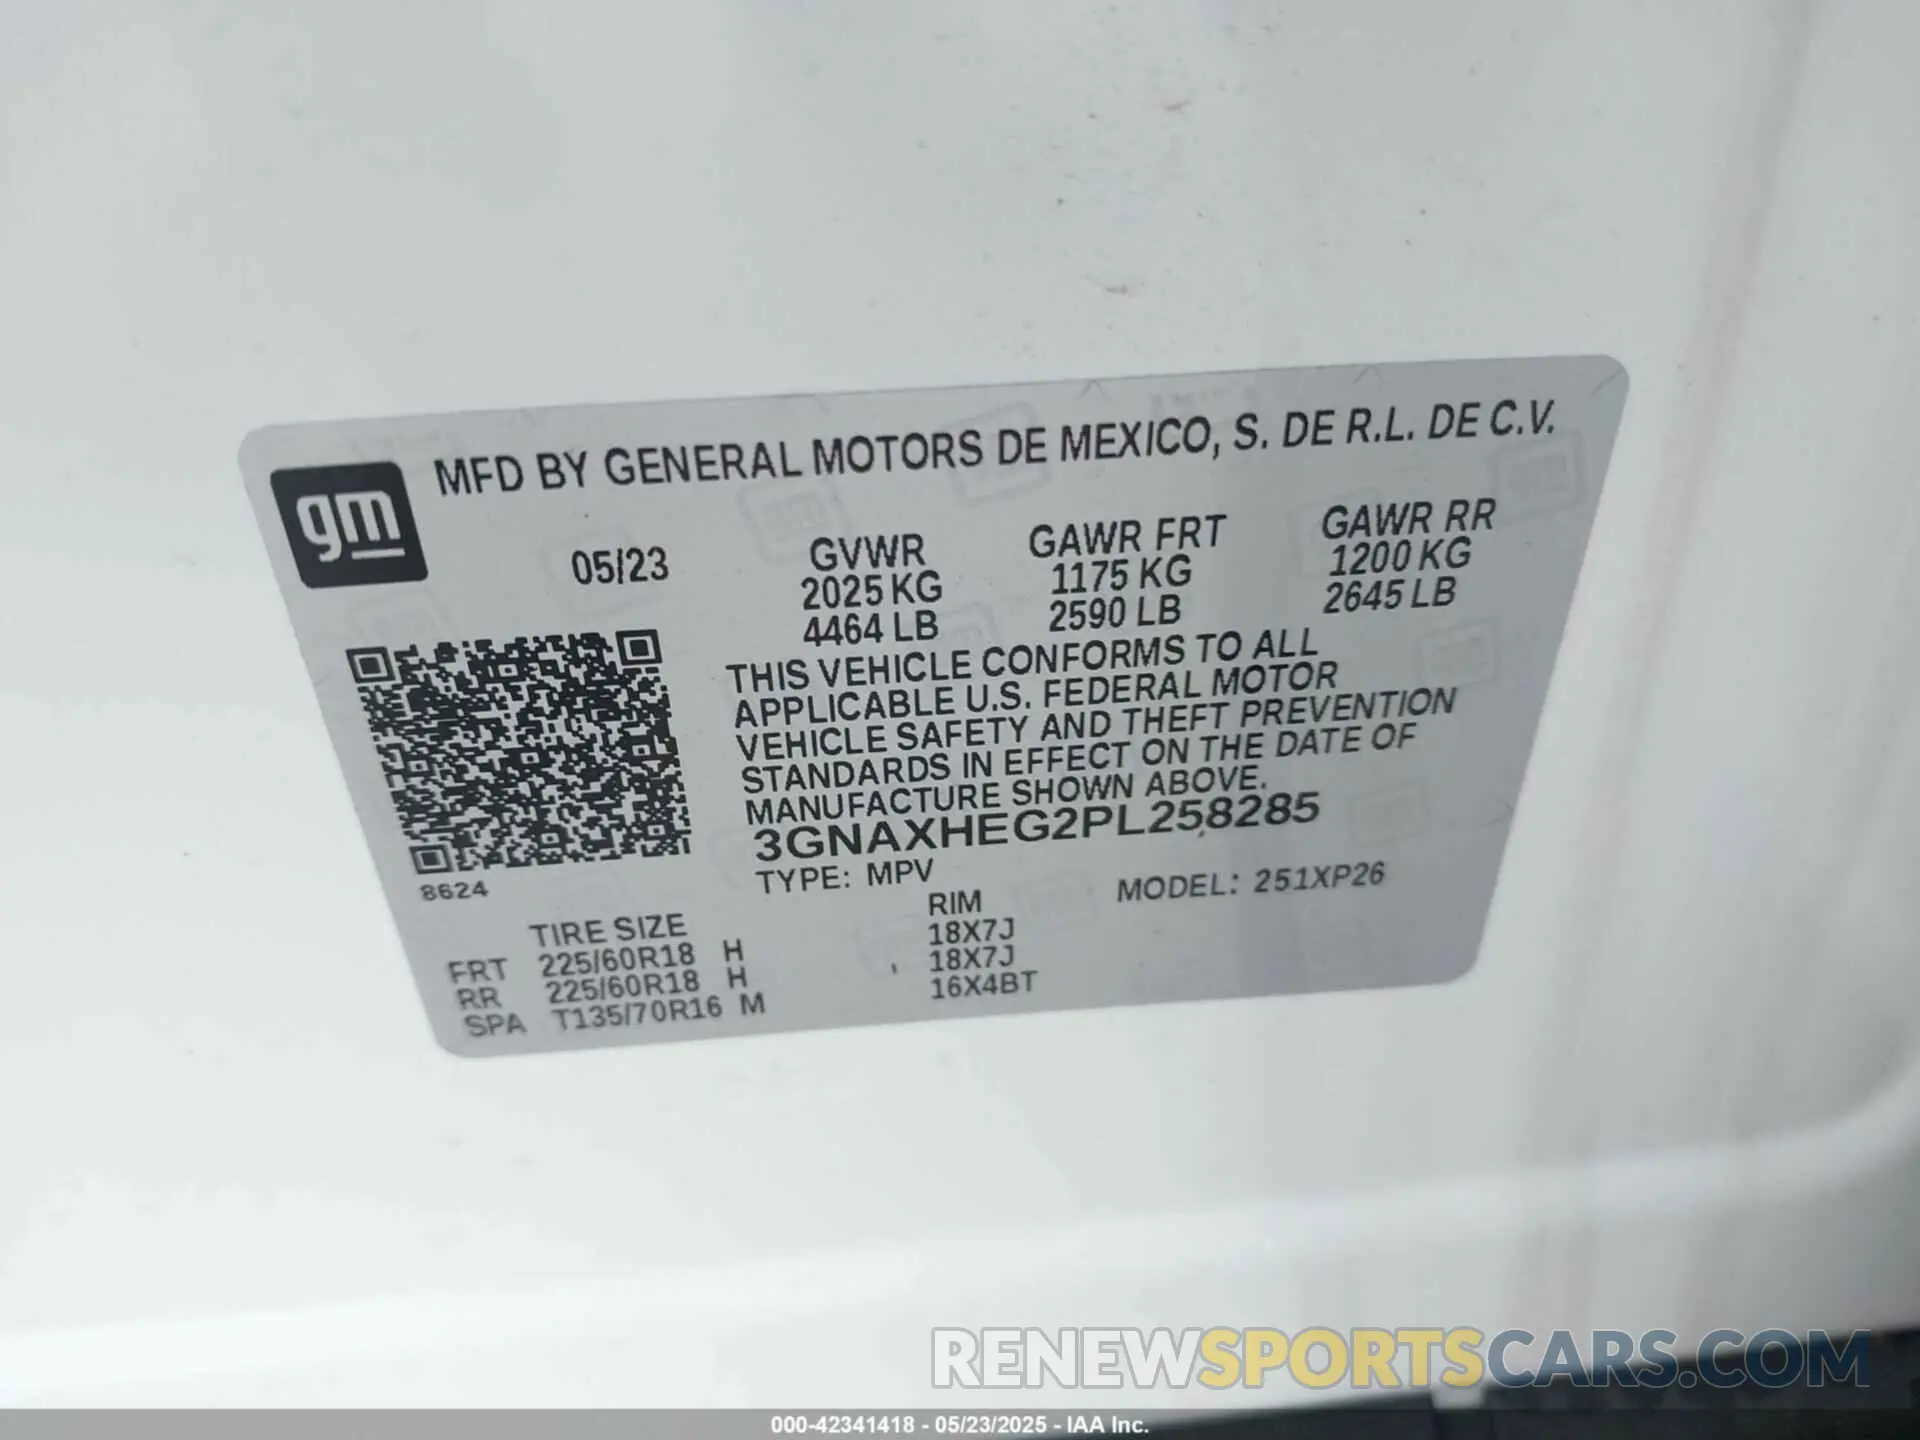 MFD BY GENERAL MOTORS DE MEXICO, S. DE R.L. DE C.V.
gm
05/23
GVWR GAWR FRT GAWR RR
2025 KG 1175 KG 1200 KG
4464 LB 2590 LB 2645 LB
THIS VEHICLE CONFORMS TO ALL
APPLICABLE U.S. FEDERAL MOTOR
VEHICLE SAFETY AND THEFT PREVENTION
STANDARDS IN EFFECT ON THE DATE OF
MANUFACTURE SHOWN ABOVE.
3GNAXHEG2PL258285
8624
TYPE: MPV MODEL: 251XP26
TIRE SIZE RIM
FRT 225/60R18 H 18X7J
RR 225/60R18 H 18X7J
SPA T135/70R16 M 16X4BT
RENEWSPORTSCARS.COM
000-42341418 - 05/23/2025 - IAA Inc.